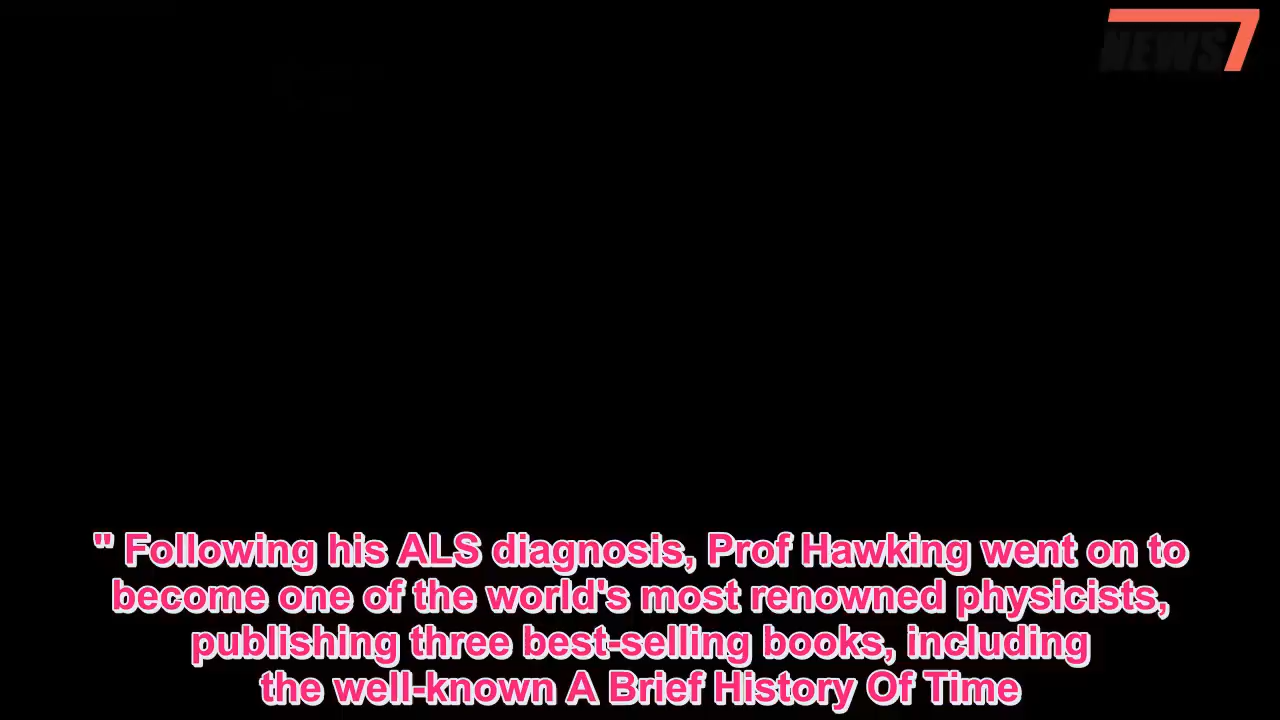 NEWS7
" Following his ALS diagnosis, Prof Hawking went on to
become one of the world's most renowned physicists,
publishing three best-selling books, including
the well-known A Brief History Of Time